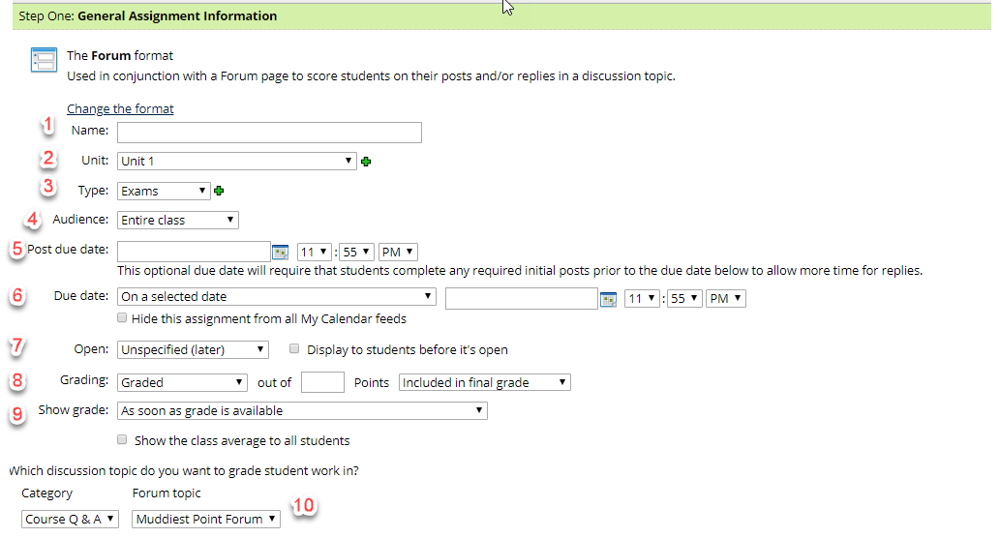 Step One: General Assignment Information
The Forum format
Used in conjunction with a Forum page to score students on their posts and/or replies in a discussion topic.
Change the format
1 Name:
2 Unit: Unit 1
3 Type: Exams
4 Audience: Entire class
5 Post due date: 11 : 55 PM
This optional due date will require that students complete any required initial posts prior to the due date below to allow more time for replies.
6 Due date: On a selected date 11 : 55 PM
Hide this assignment from all My Calendar feeds
7 Open: Unspecified (later) Display to students before it's open
8 Grading: Graded out of Points Included in final grade
9 Show grade: As soon as grade is available
Show the class average to all students
Which discussion topic do you want to grade student work in?
Category Forum topic
Course Q & A Muddiest Point Forum 10